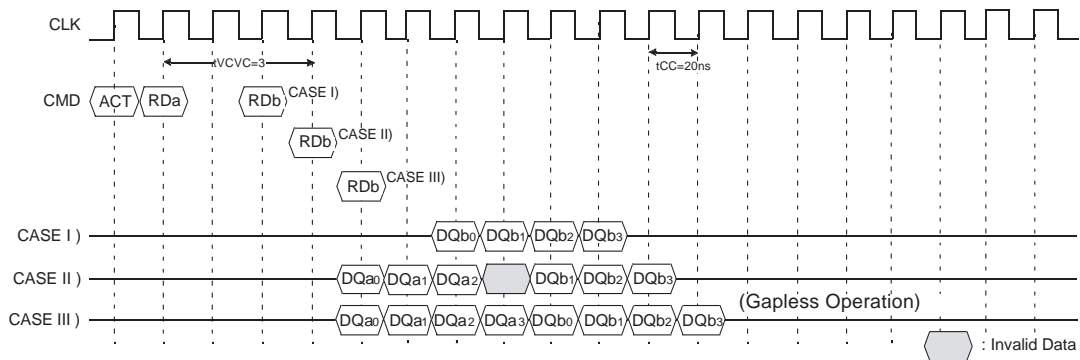 CLK
tVCVC=3
tCC=20ns
CMD ACT RDa RDb CASE I)
RDb CASE II)
RDb CASE III)
CASE I ) DQb0 DQb1 DQb2 DQb3
CASE II ) DQa0 DQa1 DQa2 DQb1 DQb2 DQb3
(Gapless Operation)
CASE III ) DQa0 DQa1 DQa2 DQa3 DQb0 DQb1 DQb2 DQb3
: Invalid Data